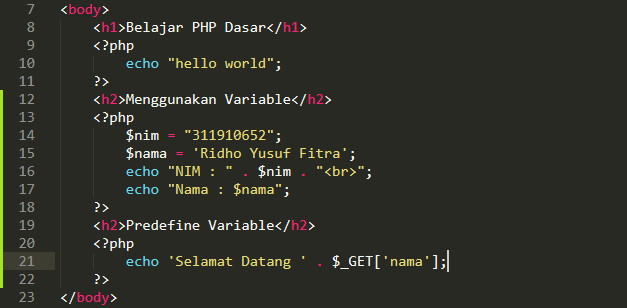 7 <body>
8 <h1>Belajar PHP Dasar</h1>
9 <?php
10 echo "hello world";
11 ?>
12 <h2>Menggunakan Variable</h2>
13 <?php
14 $nim = "311910652";
15 $nama = 'Ridho Yusuf Fitra';
16 echo "NIM : " . $nim . "<br>";
17 echo "Nama : $nama";
18 ?>
19 <h2>Predefine Variable</h2>
20 <?php
21 echo 'Selamat Datang ' . $_GET['nama'];
22 ?>
23 </body>